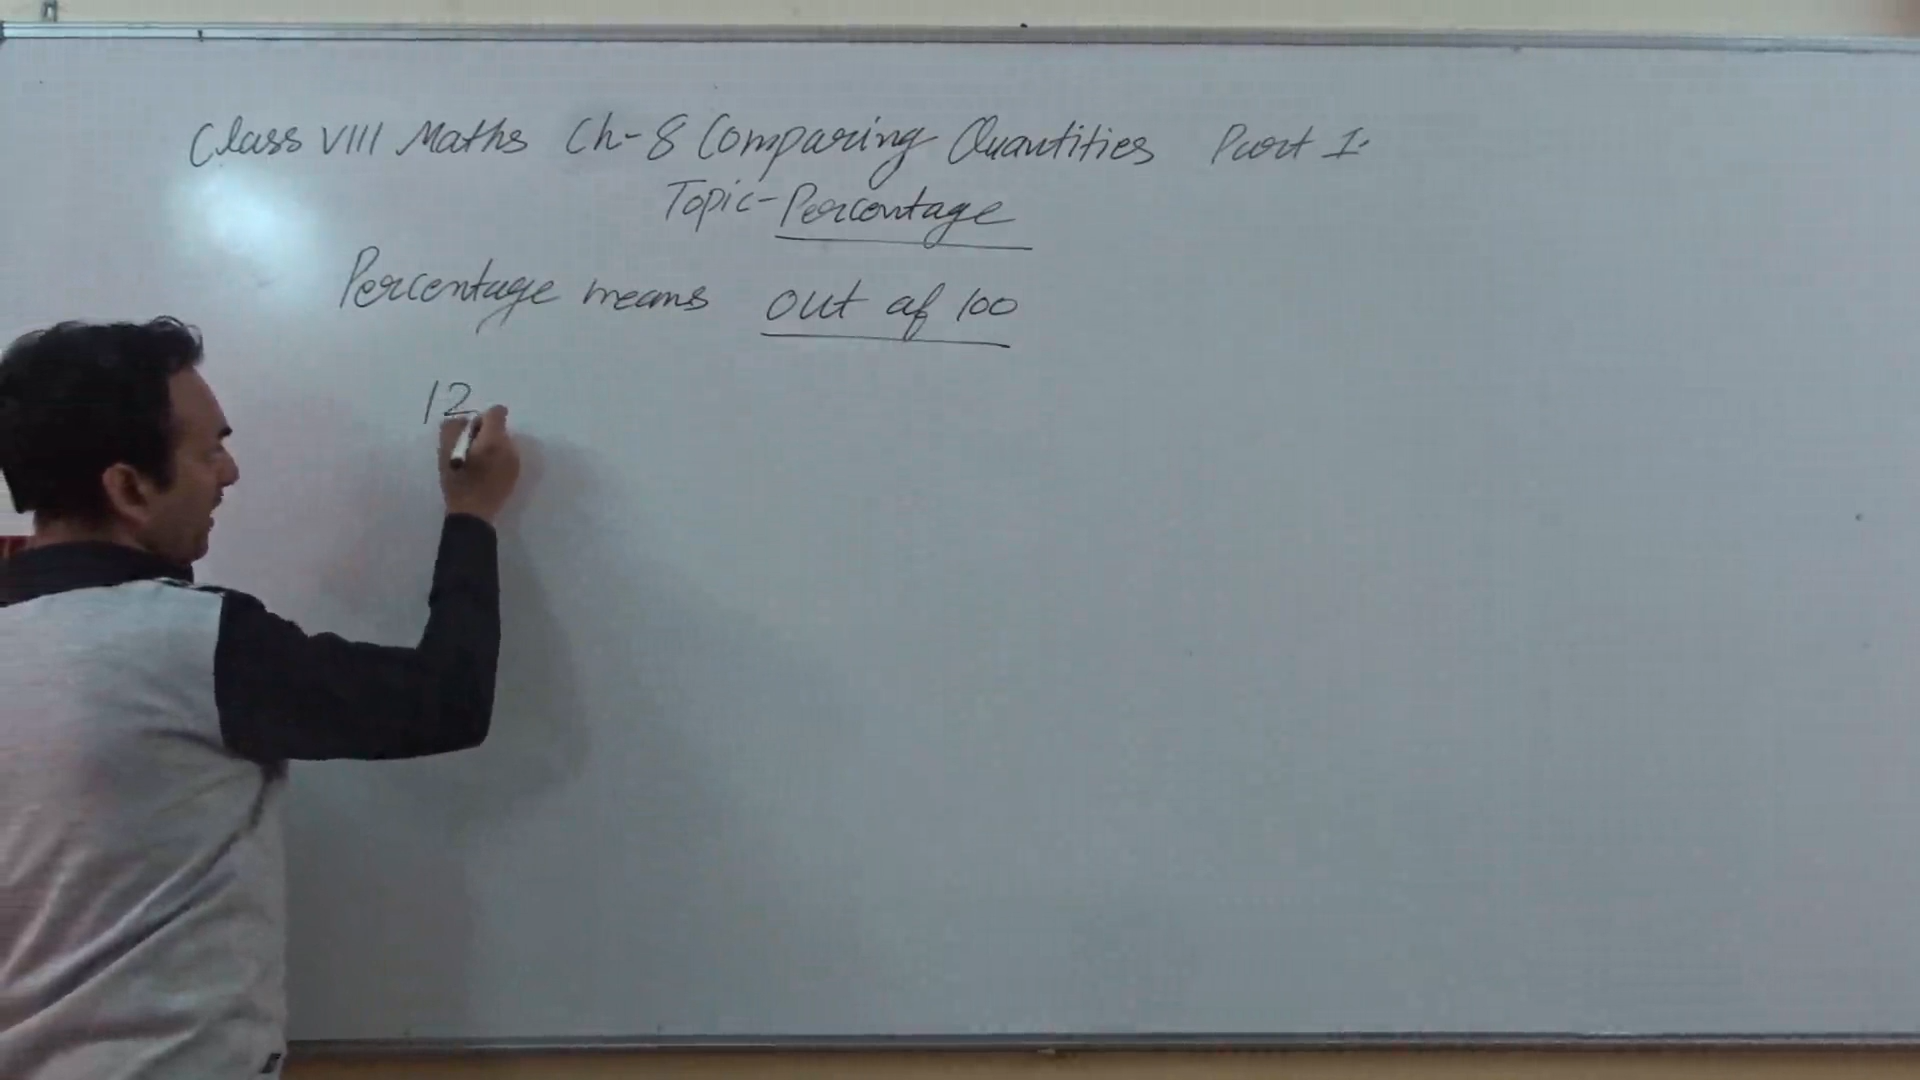 Class VIII Maths Ch-8 Comparing Quantities Part I.
Topic-Percentage
Percentage means out of 100
12